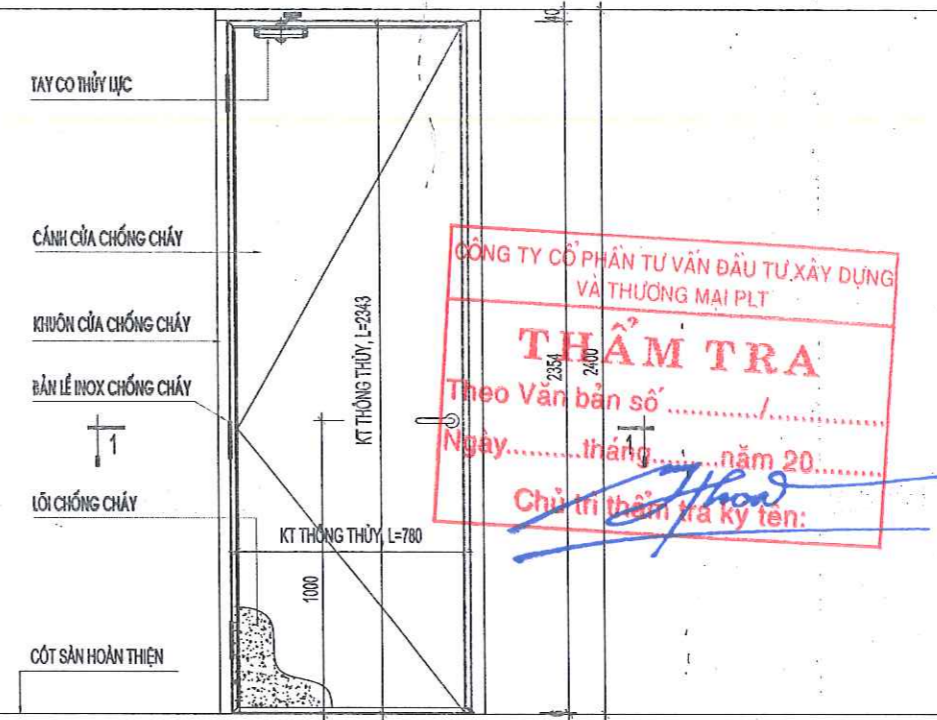 40
TAY CO THỦY LỰC
CÁNH CỬA CHỐNG CHÁY
KHUÔN CỬA CHỐNG CHÁY
BẢN LỀ INOX CHỐNG CHÁY
1
LÕI CHỐNG CHÁY
CỐT SÀN HOÀN THIỆN
KT THÔNG THỦY, L=2343
KT THÔNG THỦY, L=780
1000
2354
2400
1
CÔNG TY CỔ PHẦN TƯ VẤN ĐẦU TƯ XÂY DỰNG
VÀ THƯƠNG MẠI PLT
THẨM TRA
Theo Văn bản số ............/...............
Ngày..........tháng..........năm 20.........
Chủ trì thẩm tra ký tên: